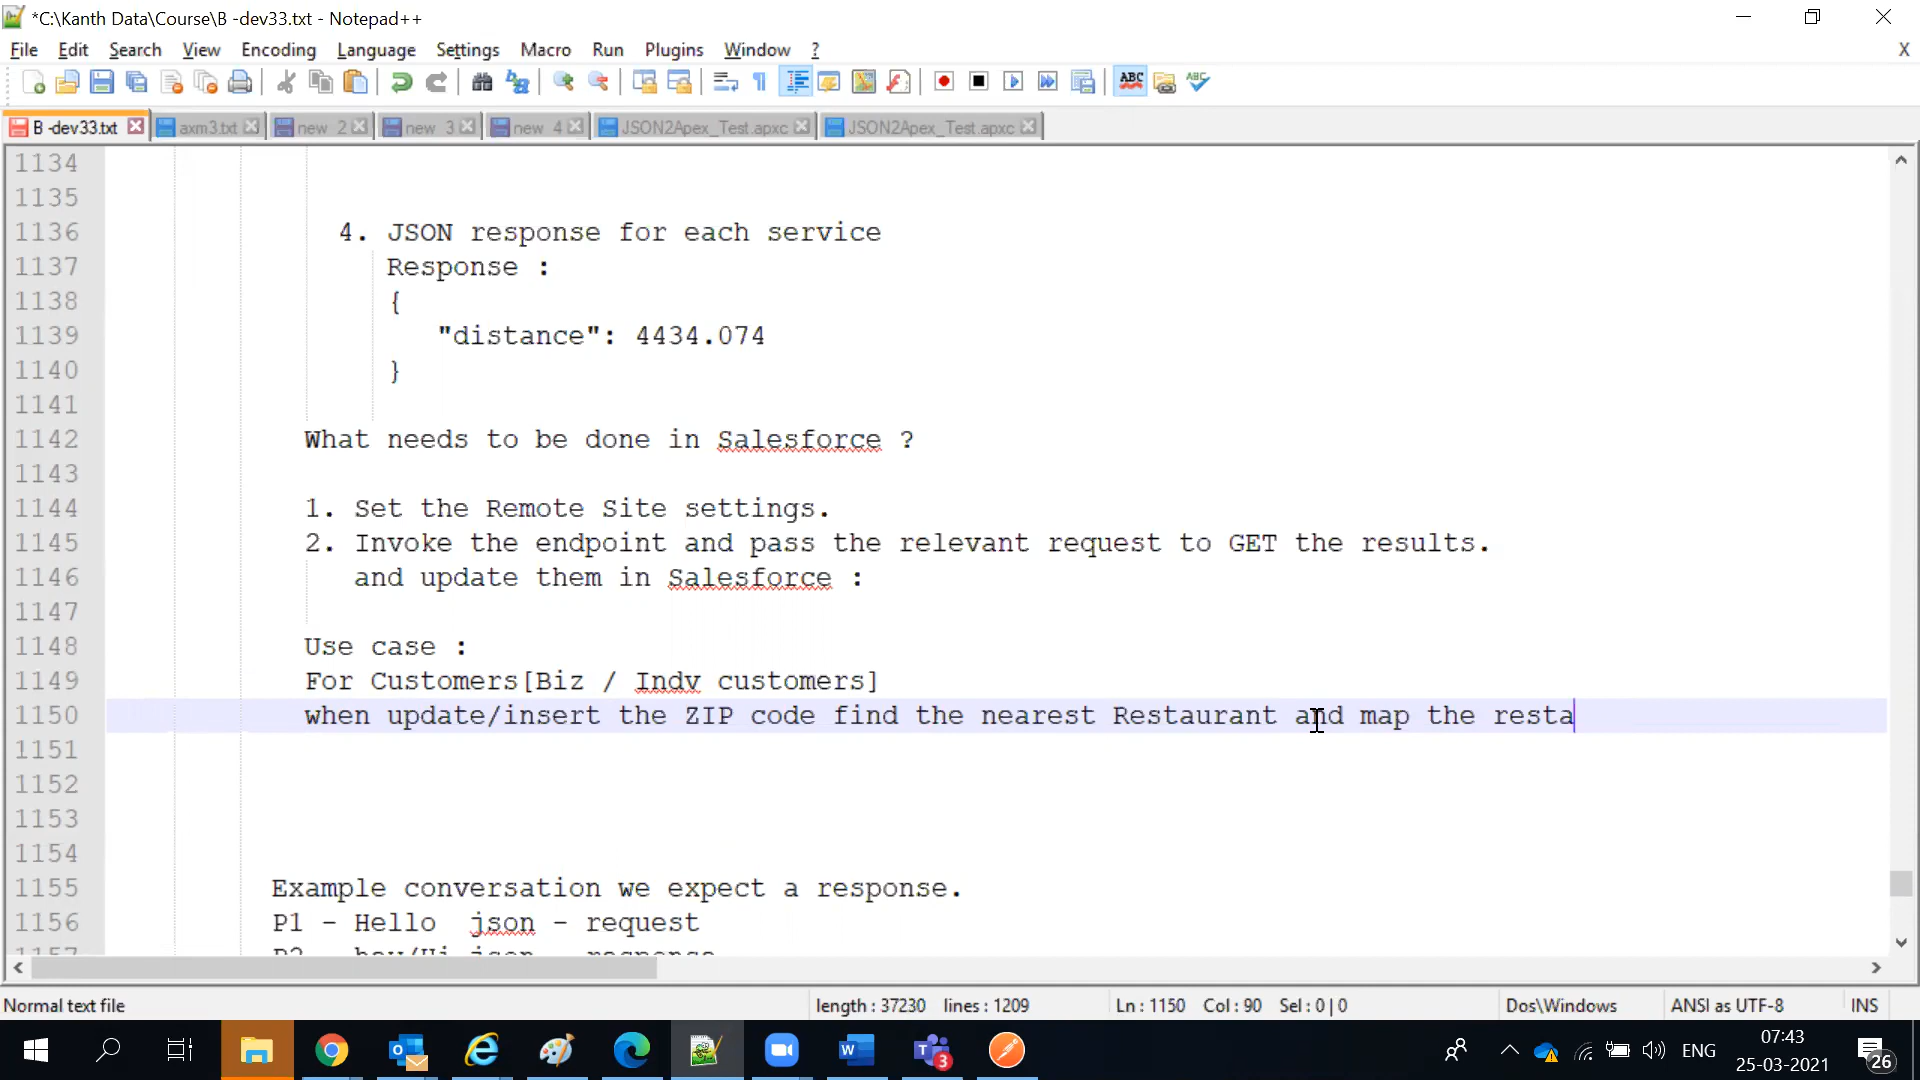 *C:\Kanth Data\Course\B -dev33.txt - Notepad++
File Edit Search View Encoding Language Settings Macro Run Plugins Window ? X
ABC ABC
B -dev33.txt axm3.txt new 2 new 3 new 4 JSON2Apex_Test.apxc JSON2Apex_Test.apxc
1134
1135
1136 4. JSON response for each service
1137 Response :
1138 {
1139 "distance": 4434.074
1140 }
1141
1142 What needs to be done in Salesforce ?
1143
1144 1. Set the Remote Site settings.
1145 2. Invoke the endpoint and pass the relevant request to GET the results.
1146 and update them in Salesforce :
1147
1148 Use case :
1149 For Customers[Biz / Indv customers]
1150 when update/insert the ZIP code find the nearest Restaurant and map the resta
1151
1152
1153
1154
1155 Example conversation we expect a response.
1156 P1 - Hello json - request
Normal text file length : 37230 lines : 1209 Ln : 1150 Col : 90 Sel : 0 | 0 Dos\Windows ANSI as UTF-8 INS
3 ENG 07:43 26
25-03-2021